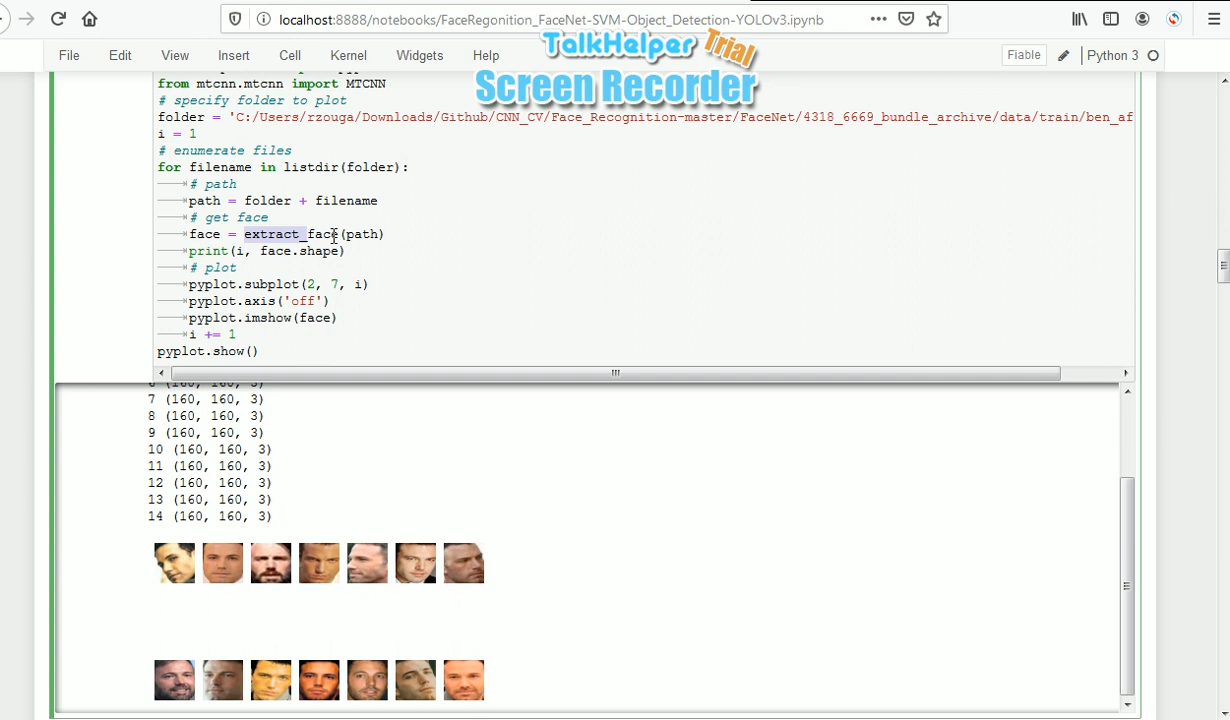 localhost:8888/notebooks/FaceRegonition_FaceNet-SVM-Object_Detection-YOLOv3.ipynb
File Edit View Insert Cell Kernel Widgets Help Fiable Python 3
TalkHelper Trial
Screen Recorder
from mtcnn.mtcnn import MTCNN
# specify folder to plot
folder = 'C:/Users/rzouga/Downloads/Github/CNN_CV/Face_Recognition-master/FaceNet/4318_6669_bundle_archive/data/train/ben_af
i = 1
# enumerate files
for filename in listdir(folder):
# path
path = folder + filename
# get face
face = extract_face(path)
print(i, face.shape)
# plot
pyplot.subplot(2, 7, i)
pyplot.axis('off')
pyplot.imshow(face)
i += 1
pyplot.show()
6 (160, 160, 3)
7 (160, 160, 3)
8 (160, 160, 3)
9 (160, 160, 3)
10 (160, 160, 3)
11 (160, 160, 3)
12 (160, 160, 3)
13 (160, 160, 3)
14 (160, 160, 3)